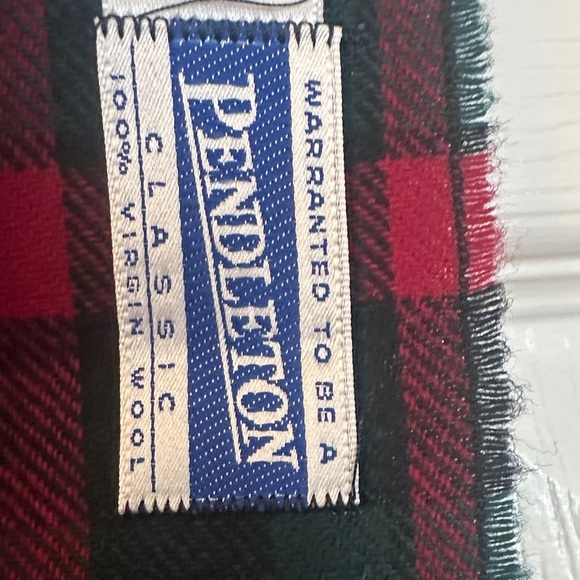 WARRANTED TO BE A
PENDLETON
CLASSIC
100% VIRGIN WOOL